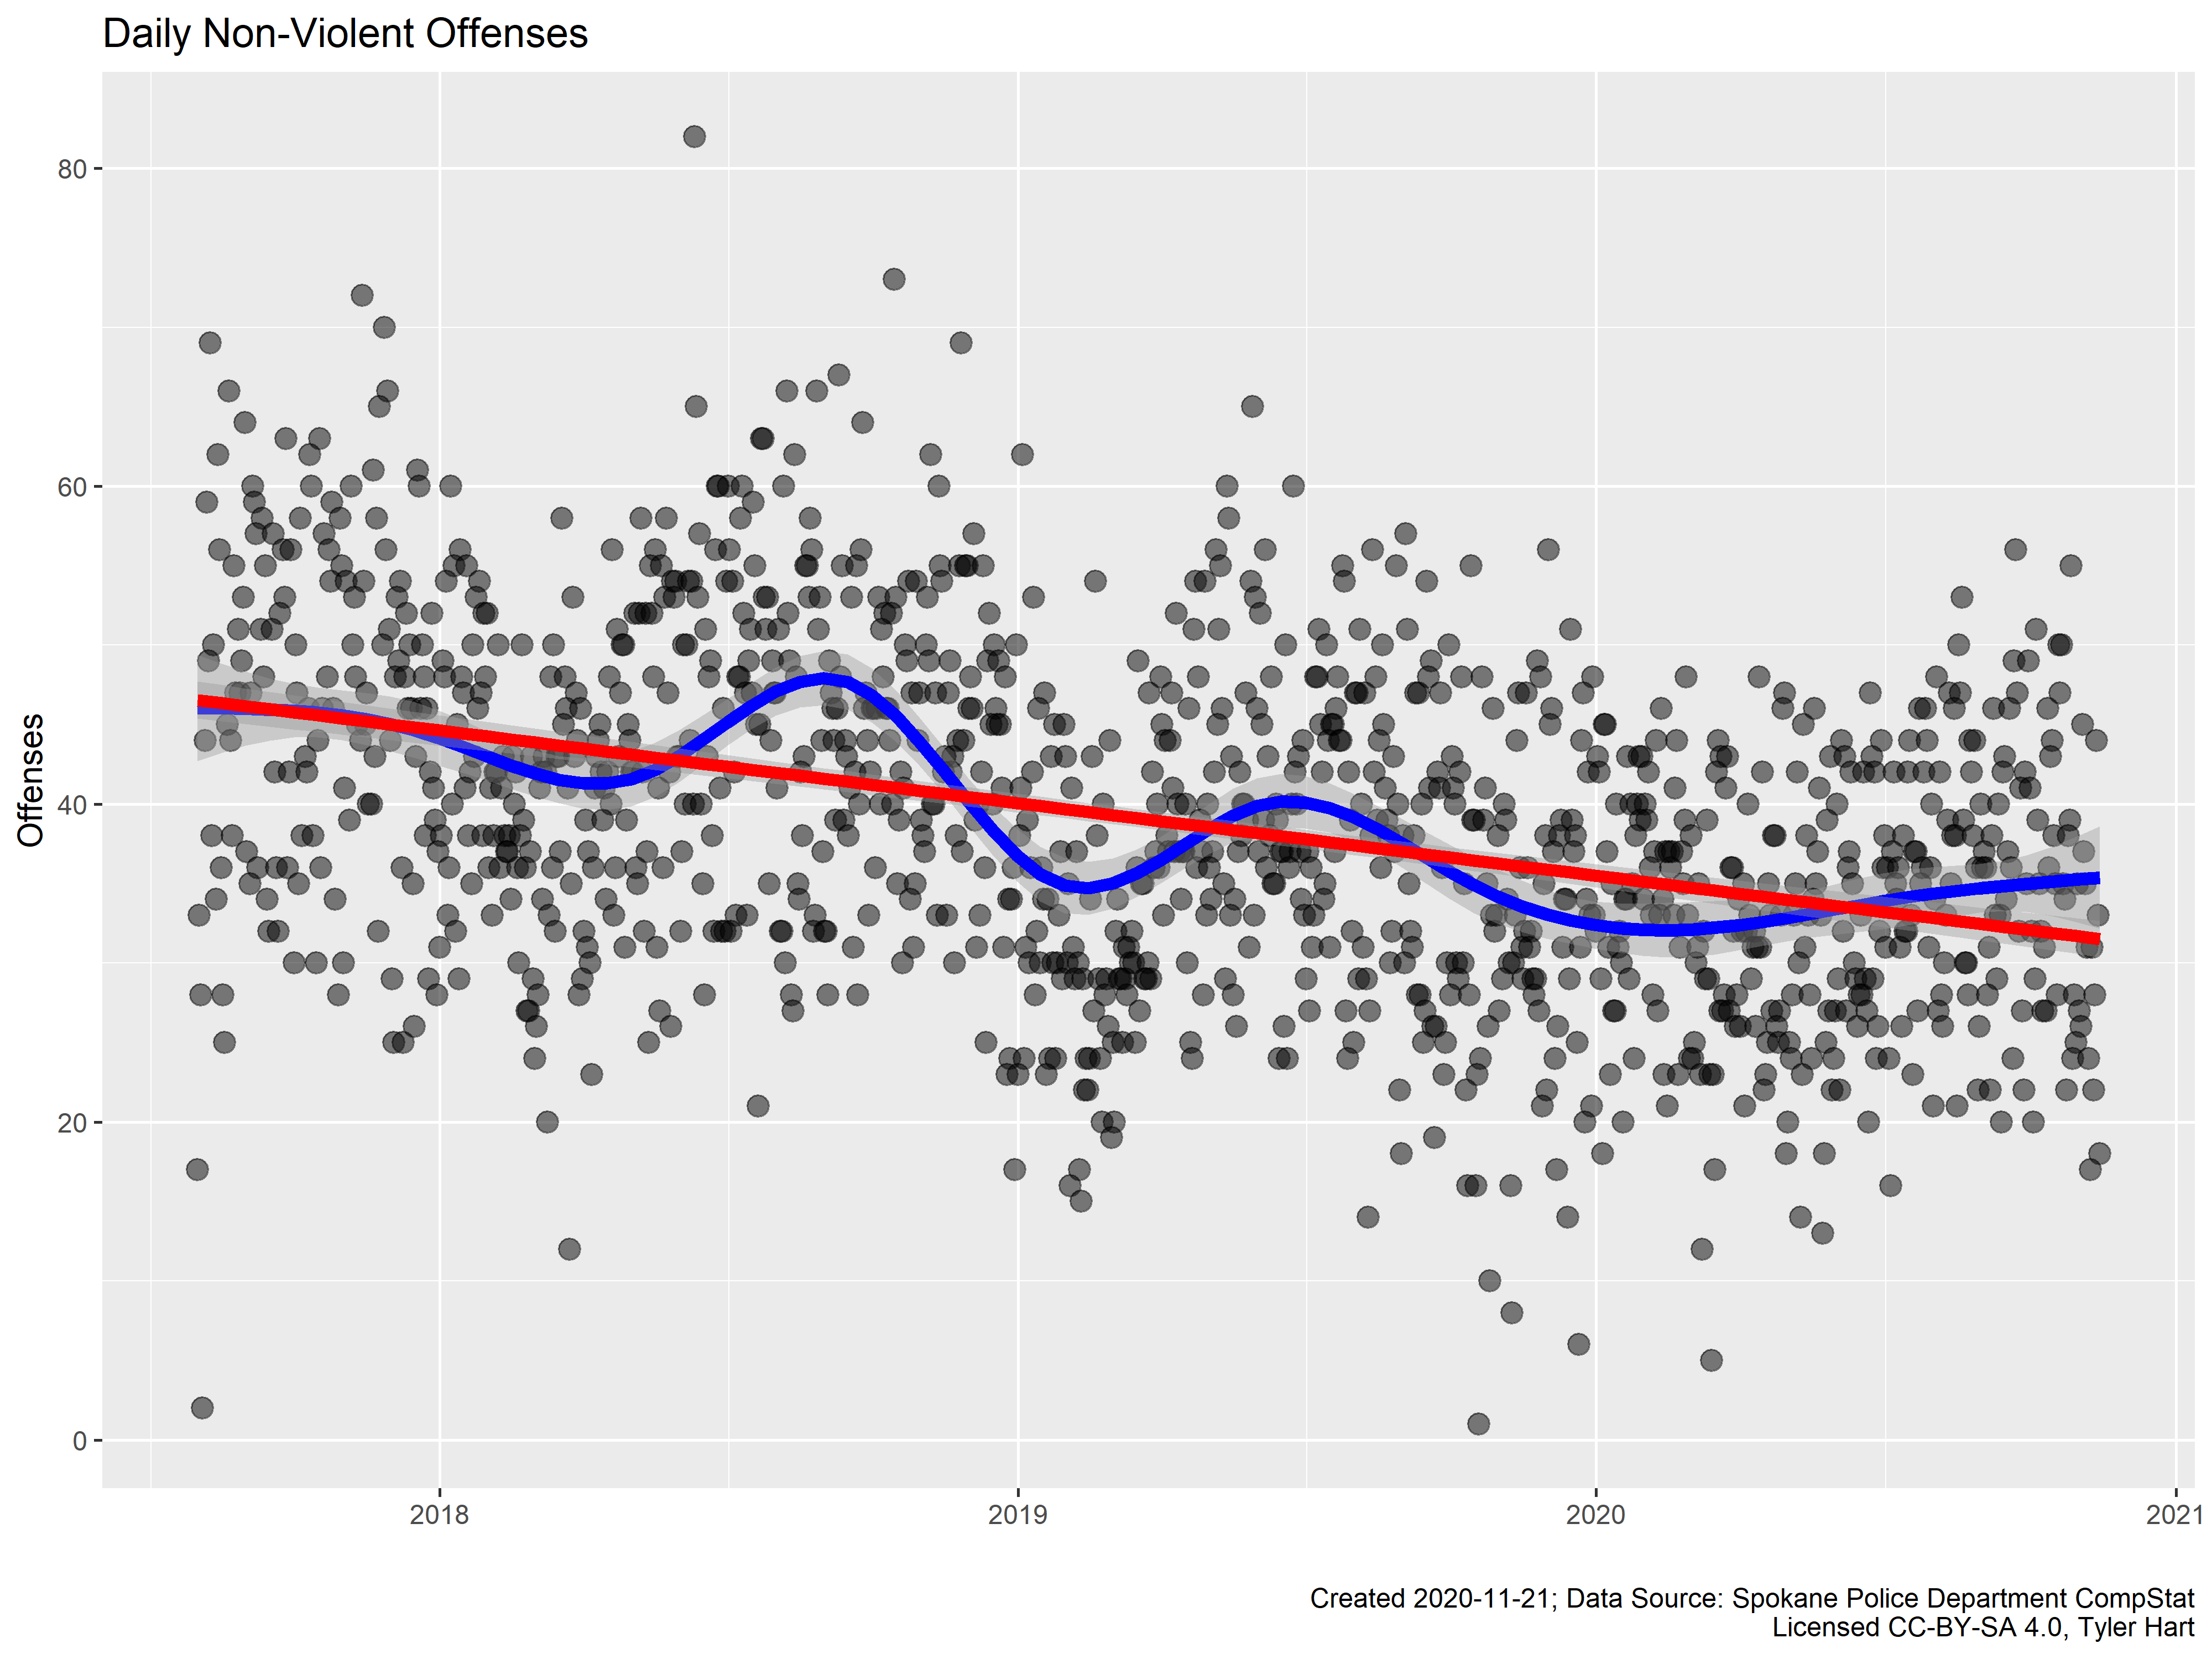 Daily Non-Violent Offenses
Offenses
80
60
40
20
0
2018
2019
2020
2021
Created 2020-11-21; Data Source: Spokane Police Department CompStat
Licensed CC-BY-SA 4.0, Tyler Hart